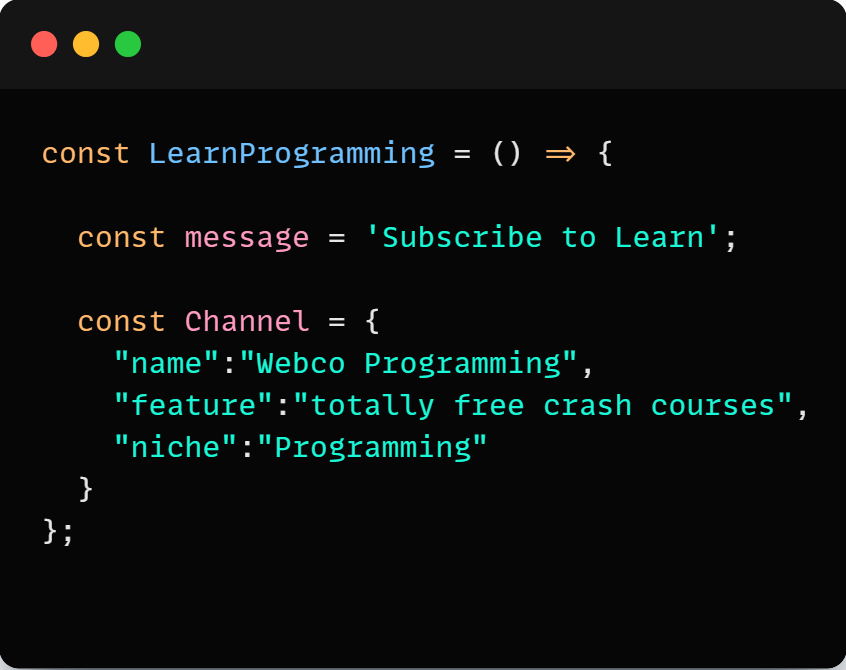 const LearnProgramming = () => {
const message = 'Subscribe to Learn';
const Channel = {
"name":"Webco Programming",
"feature":"totally free crash courses",
"niche":"Programming"
}
};